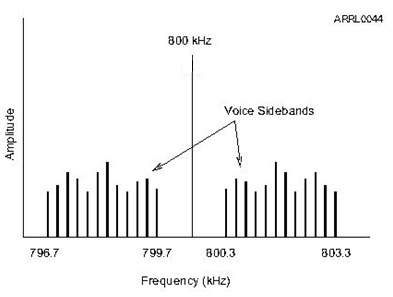 ARRL0044
800 kHz
Voice Sidebands
Amplitude
796.7 799.7 800.3 803.3
Frequency (kHz)